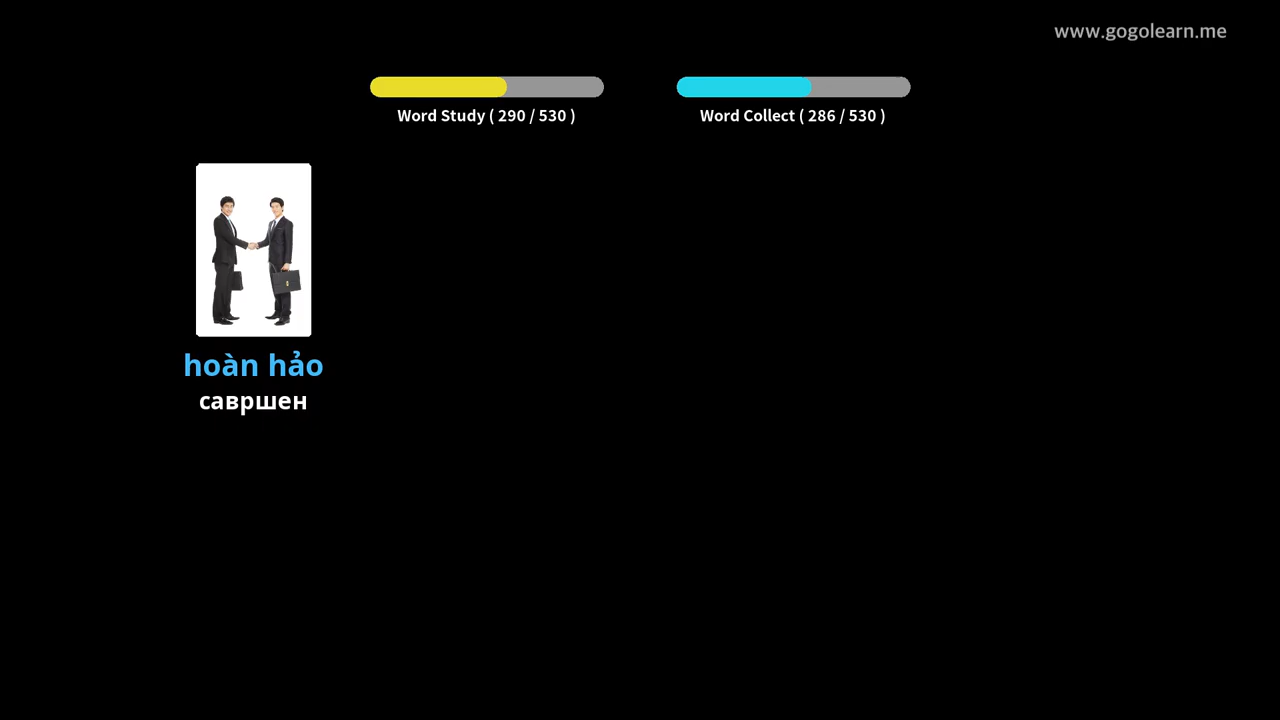 www.gogolearn.me
Word Study ( 290 / 530 )
Word Collect ( 286 / 530 )
hoàn hảo
савршен